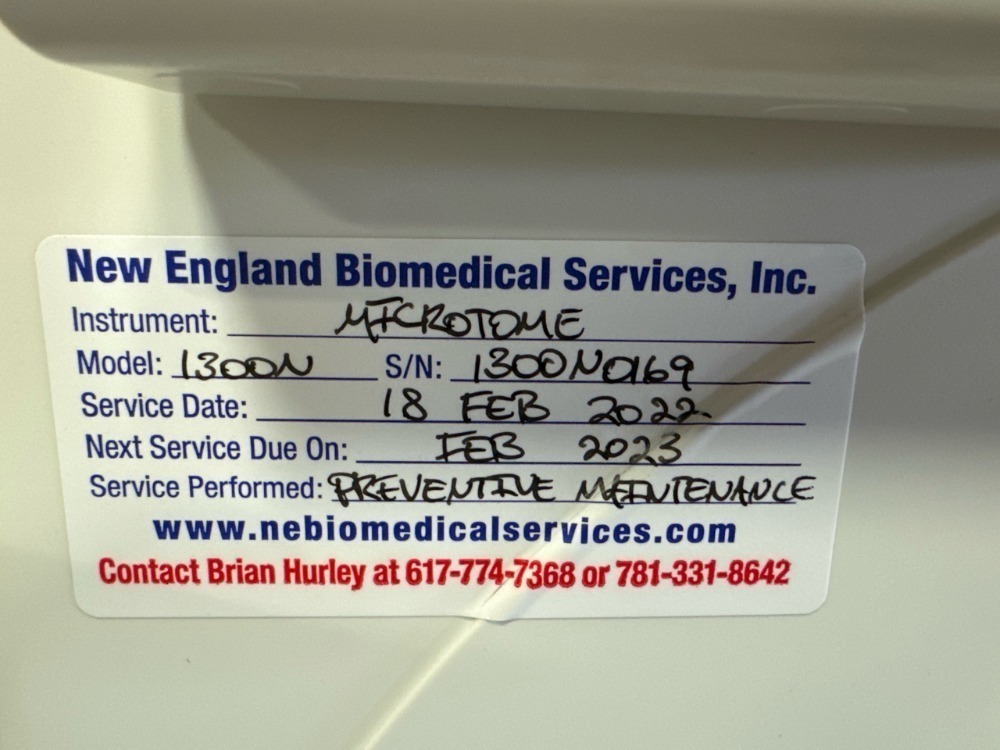 New England Biomedical Services, Inc.
Instrument: MICROTOME
Model: 1300N S/N: 1300N0169
Service Date: 18 FEB 2022
Next Service Due On: FEB 2023
Service Performed: PREVENTIVE MAINTENANCE
www.nebiomedicalservices.com
Contact Brian Hurley at 617-774-7368 or 781-331-8642